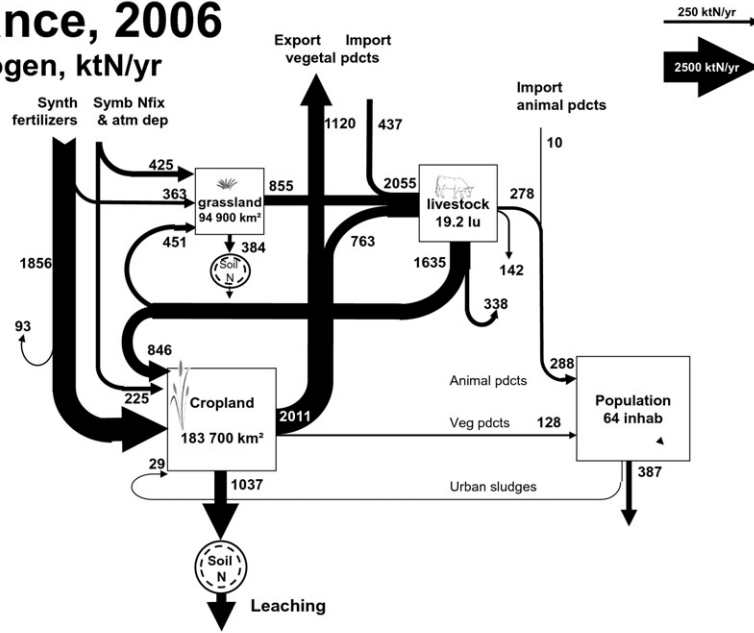 ance, 2006
ogen, ktN/yr
250 ktN/yr
2500 ktN/yr
Export Import
vegetal pdcts
Import
animal pdcts
Synth
fertilizers
Symb Nfix
& atm dep
1120
437
10
425
363
451
grassland
94 900 km²
855
384
Soil
N
2055
livestock
19.2 lu
278
763
1635
142
338
1856
93
846
225
Cropland
183 700 km²
2011
29
1037
Animal pdcts
288
Veg pdcts
128
Population
64 inhab
387
Urban sludges
Soil
N
Leaching